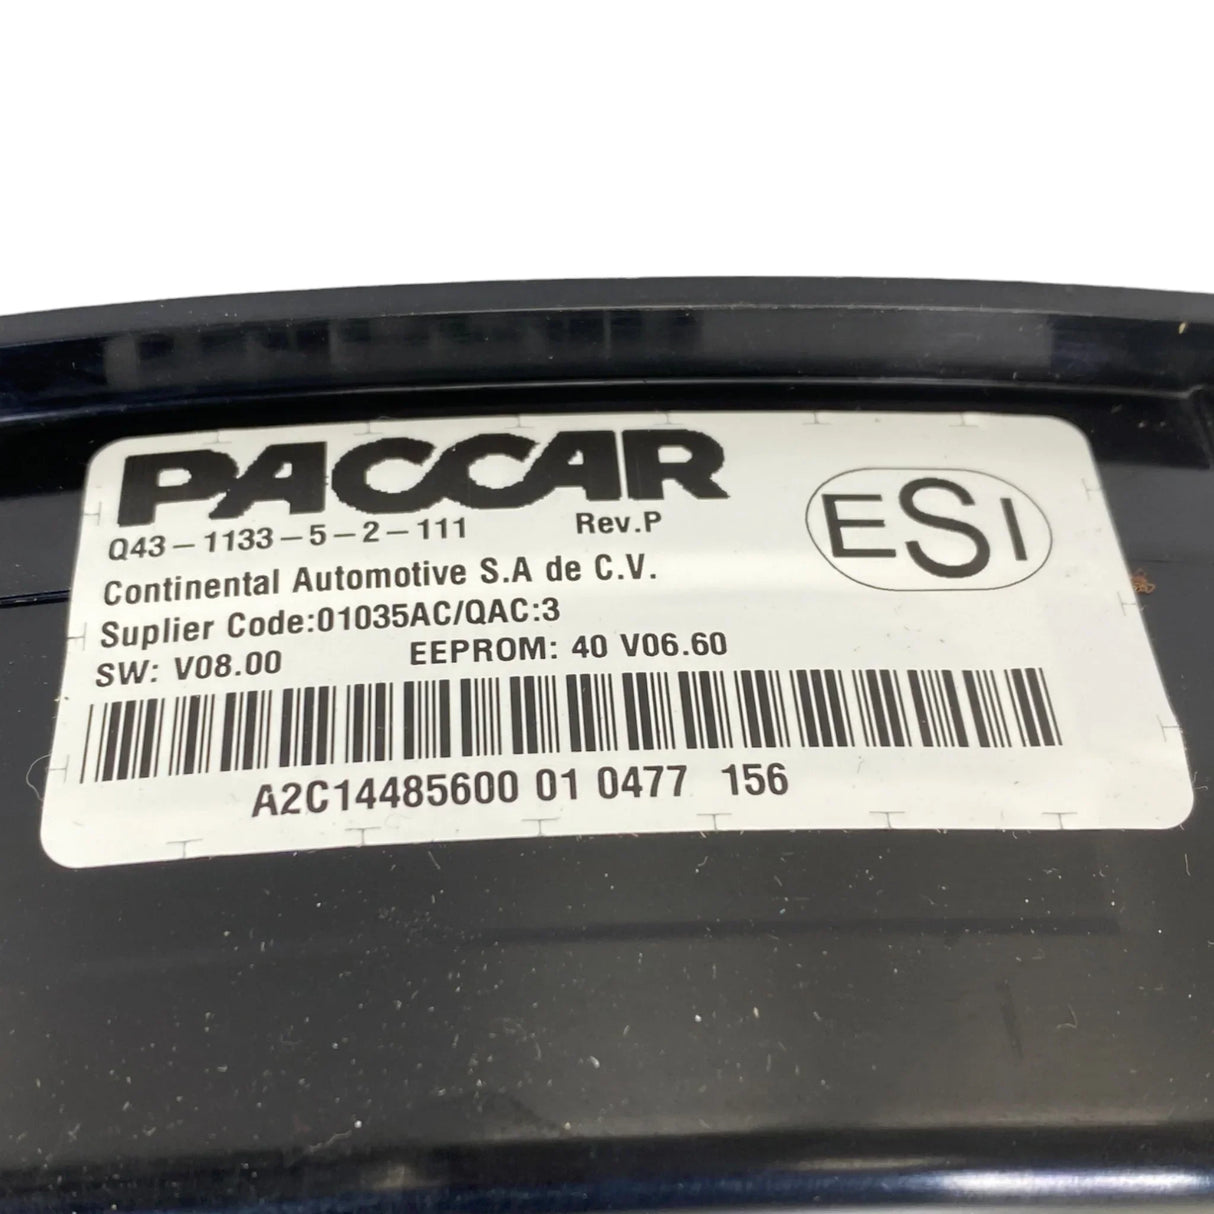 PACCAR
Q43-1133-5-2-111 Rev.P
ESI
Continental Automotive S.A de C.V.
Suplier Code:01035AC/QAC:3
SW: V08.00 EEPROM: 40 V06.60
A2C14485600 01 0477 156